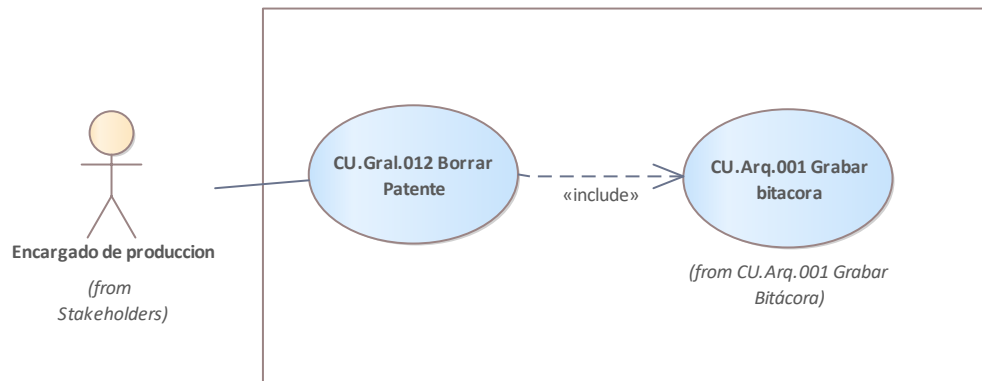 Encargado de produccion
(from
Stakeholders)
CU.Gral.012 Borrar
Patente
«include»
CU.Arq.001 Grabar
bitacora
(from CU.Arq.001 Grabar
Bitácora)